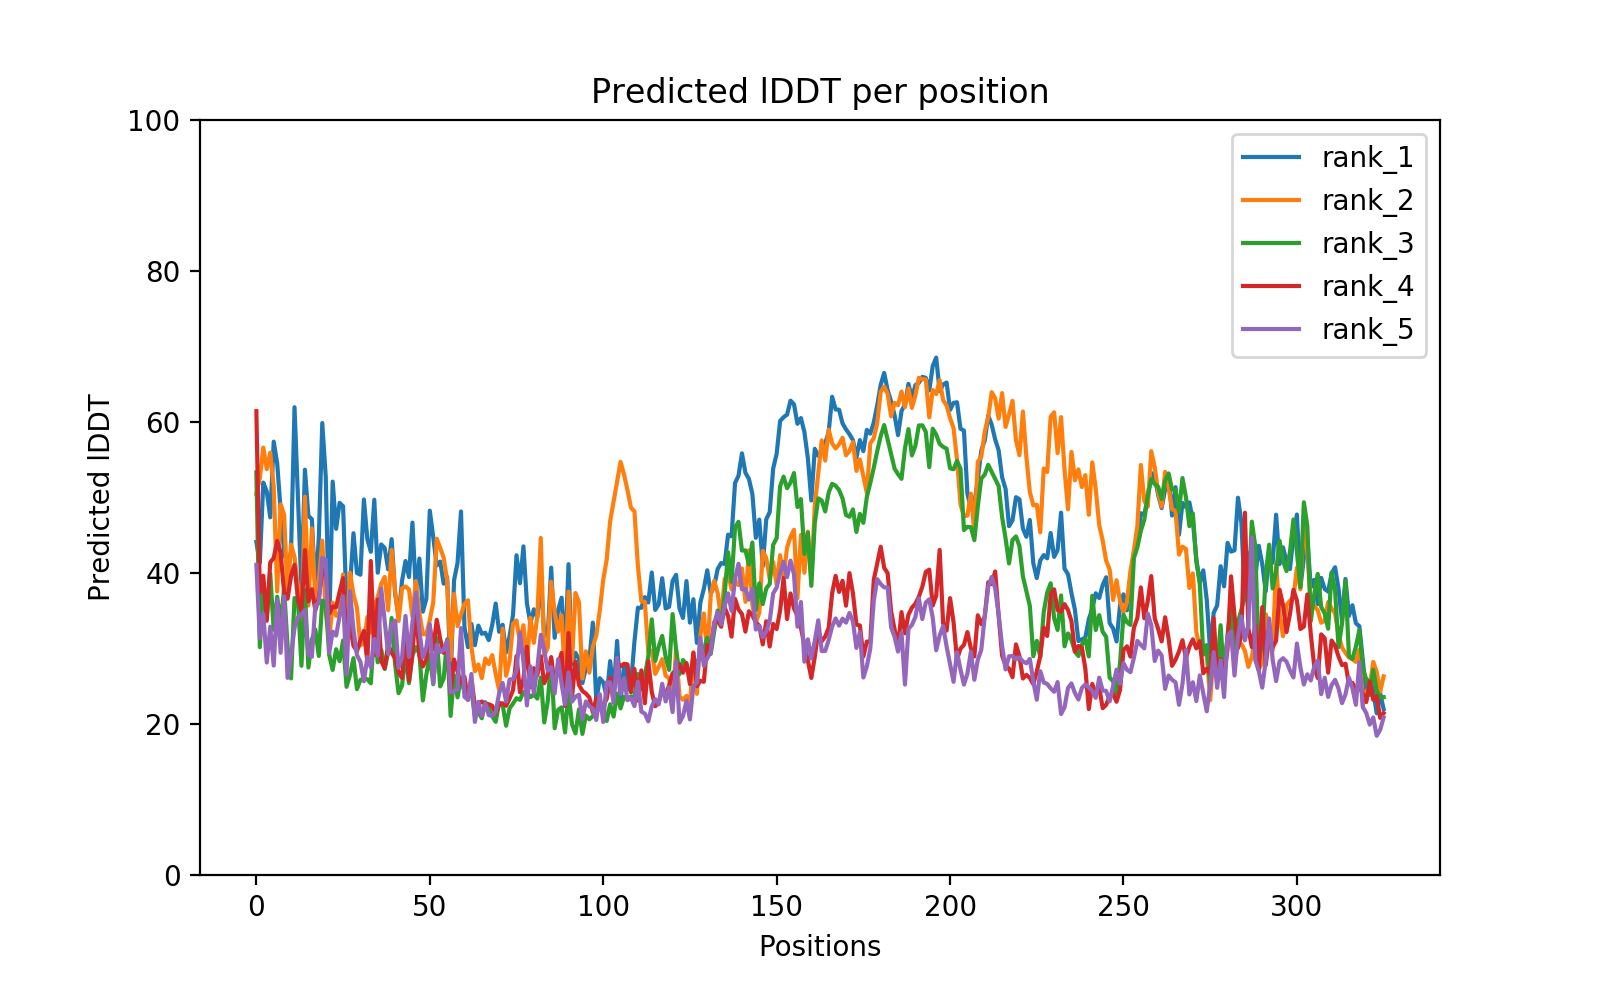 Predicted lDDT per position
100
80
60
40
20
0
Predicted lDDT
rank_1
rank_2
rank_3
rank_4
rank_5
0 50 100 150 200 250 300
Positions